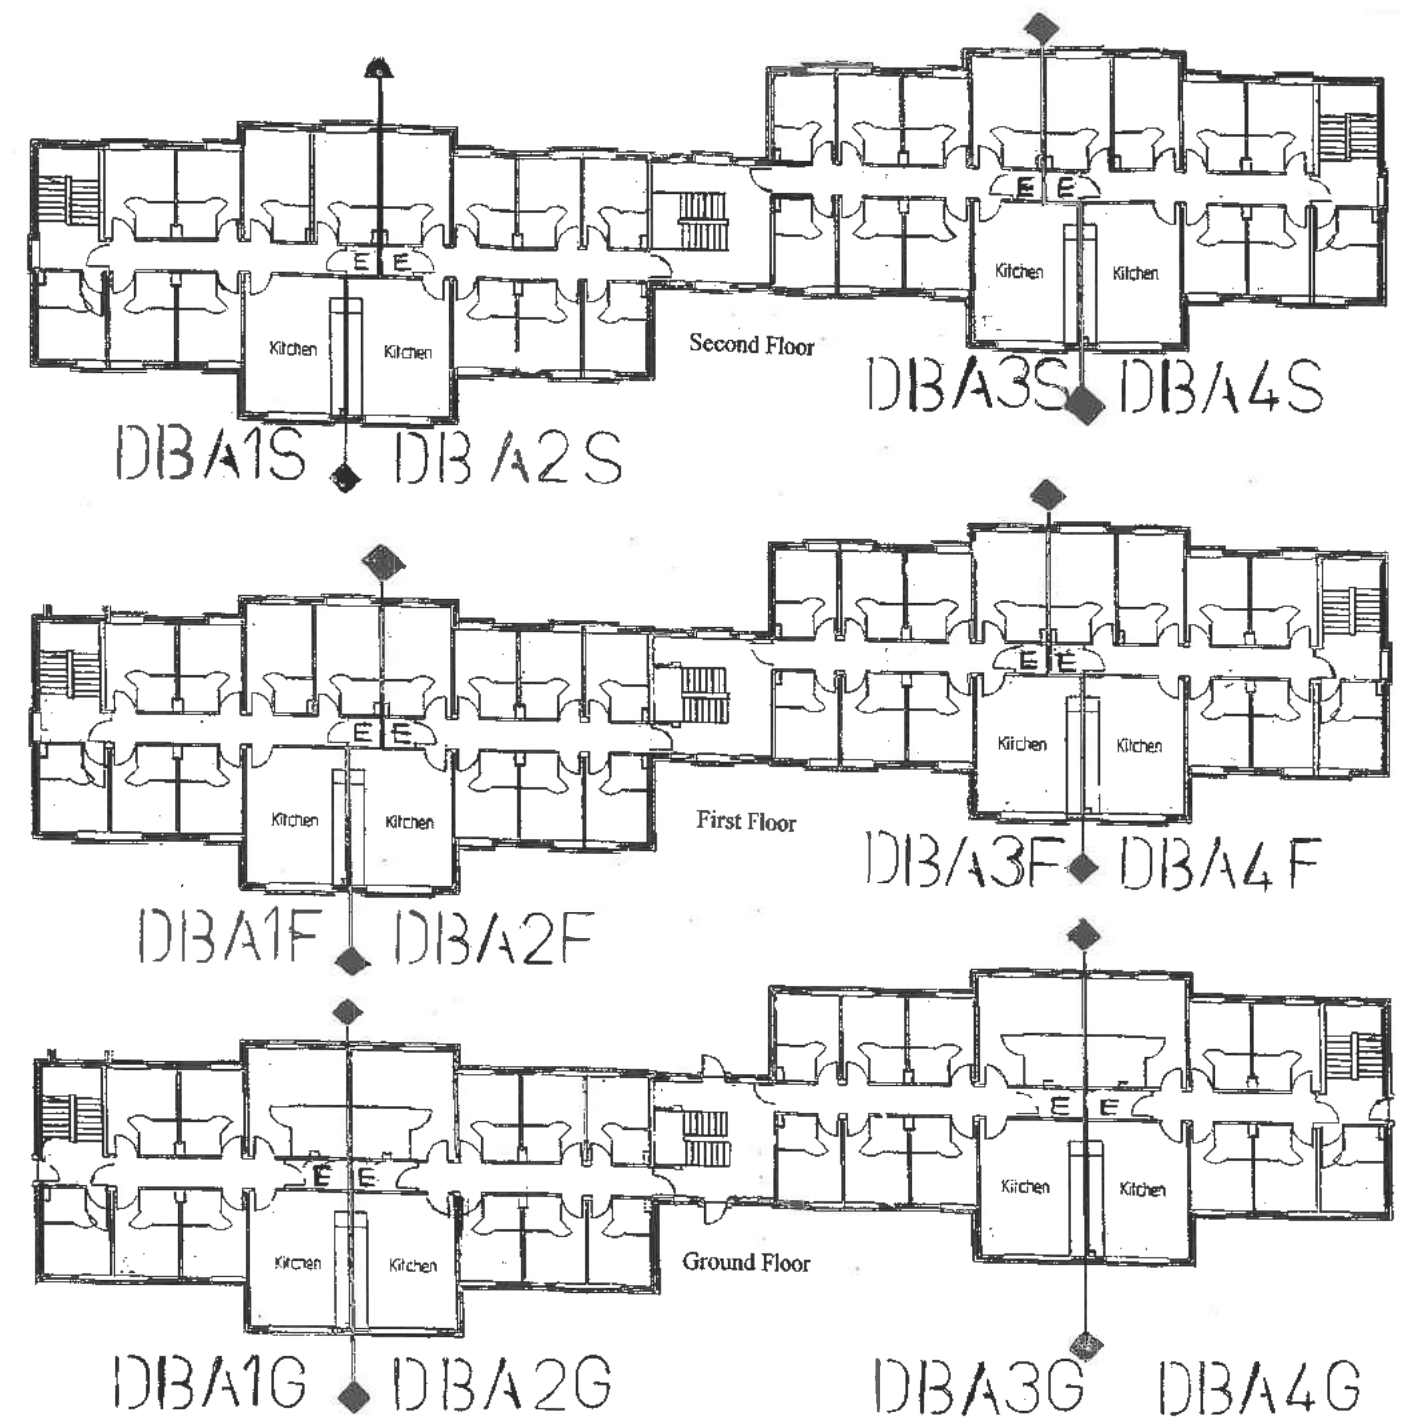 E E
E E
Kitchen Kitchen
Kitchen Kitchen
Second Floor
DBA3S DBA4S
DBA1S DBA2S
E E
E E
Kitchen Kitchen
Kitchen Kitchen
First Floor
DBA3F DBA4F
DBA1F DBA2F
E E
E E
Kitchen Kitchen
Kitchen Kitchen
Ground Floor
DBA1G DBA2G DBA3G DBA4G